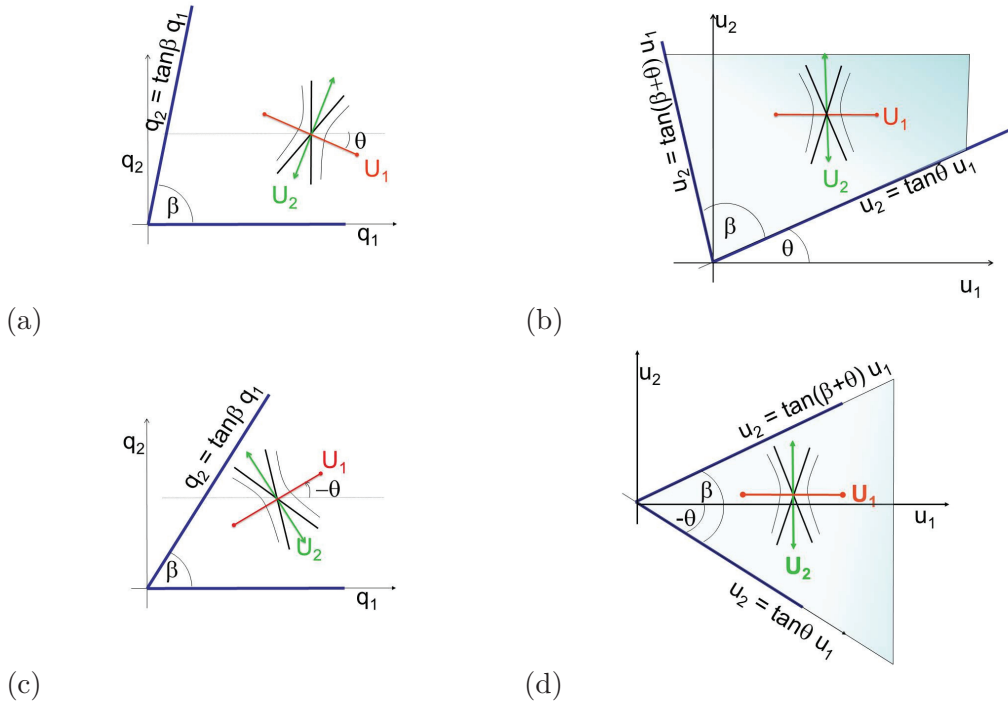 q₂ = tanβ q₁
q₂
θ
U₁
U₂
β
q₁
(a)
u₂
u₂ = tan(β+θ) u₁
U₁
U₂
u₂ = tanθ u₁
β
θ
u₁
(b)
q₂
q₂ = tanβ q₁
U₁
−θ
U₂
β
q₁
(c)
u₂
u₂ = tan(β+θ) u₁
β
U₁
-θ
u₁
U₂
u₂ = tanθ u₁
(d)